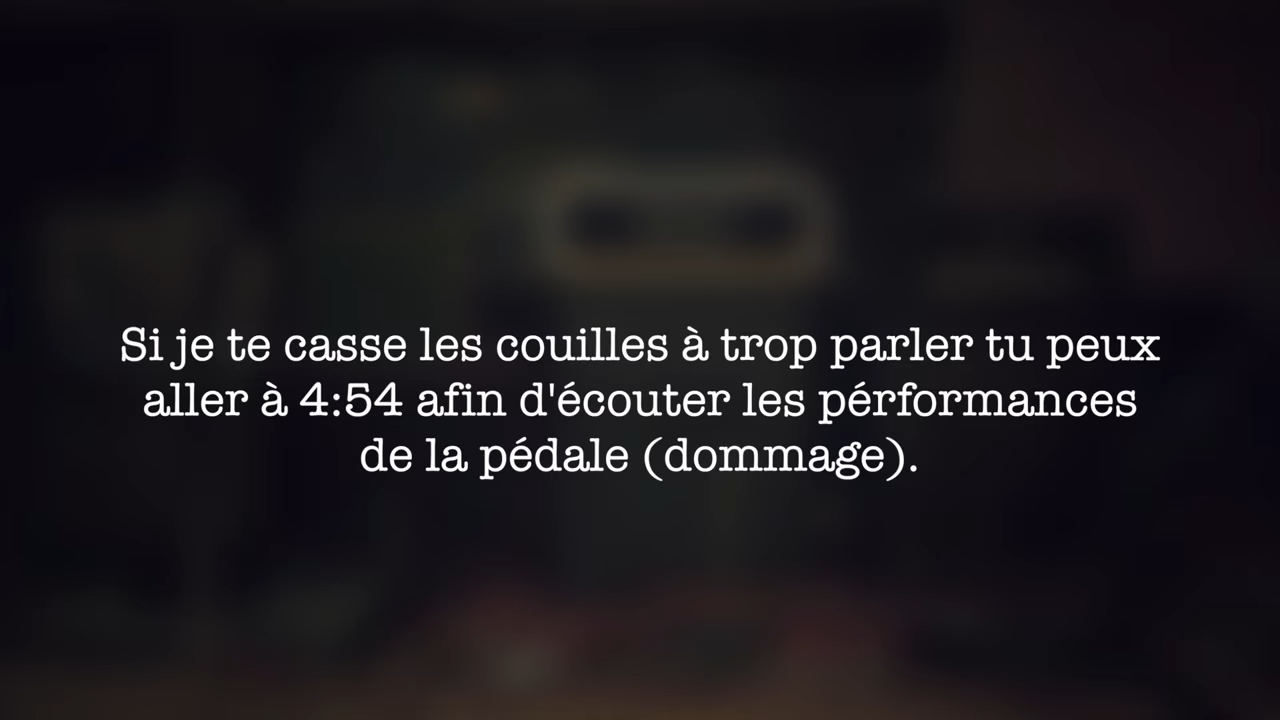 Si je te casse les couilles à trop parler tu peux
aller à 4:54 afin d'écouter les pérformances
de la pédale (dommage).